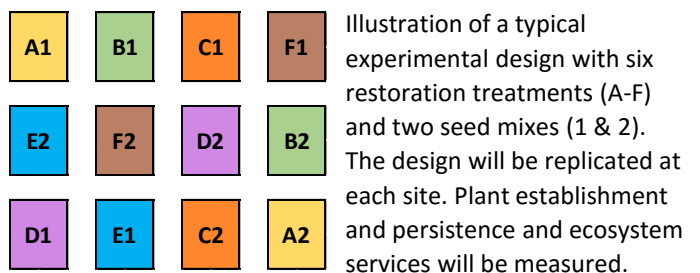 A1 B1 C1 F1
E2 F2 D2 B2
D1 E1 C2 A2
Illustration of a typical
experimental design with six
restoration treatments (A-F)
and two seed mixes (1 & 2).
The design will be replicated at
each site. Plant establishment
and persistence and ecosystem
services will be measured.